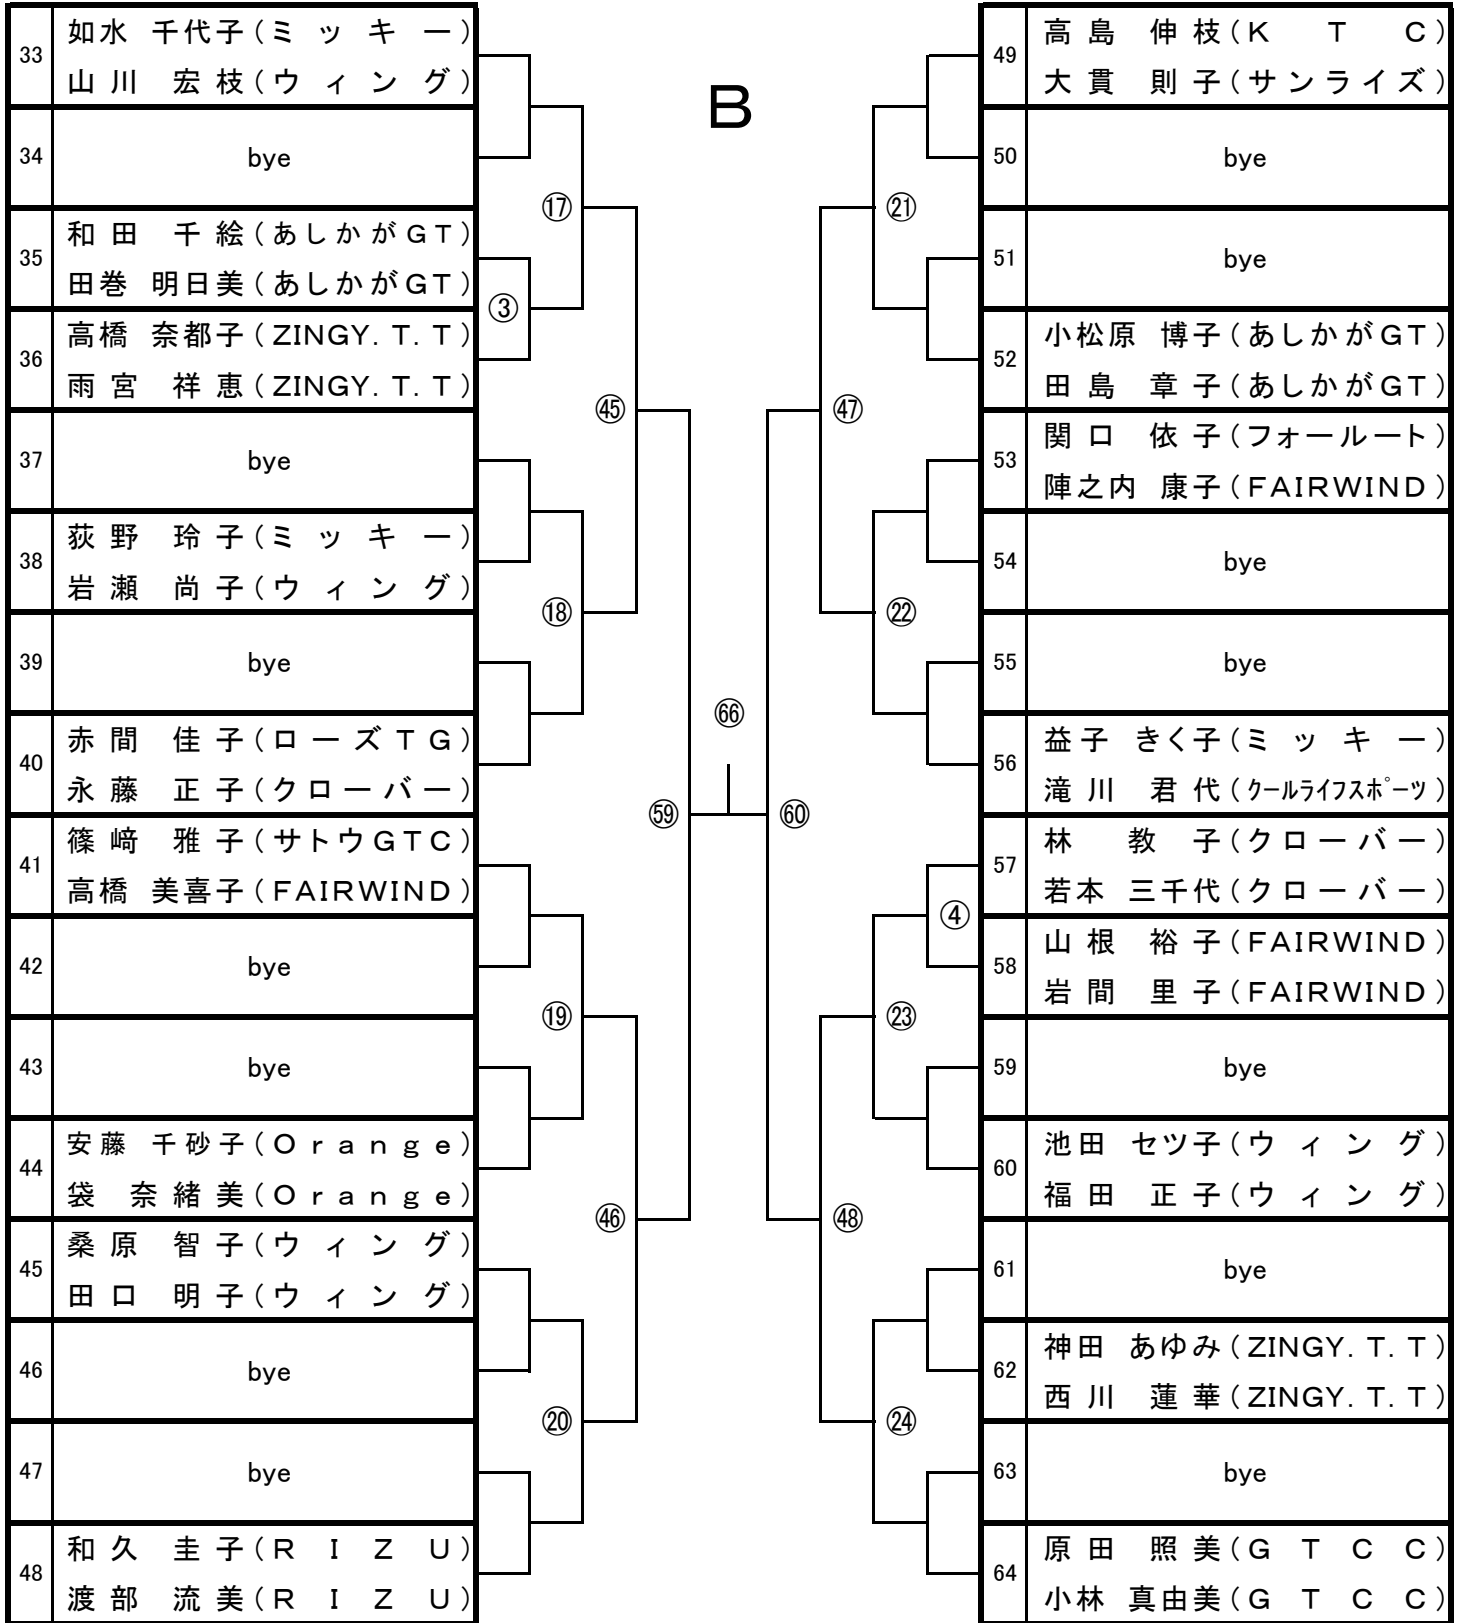 B
33
如水 千代子(ミッキー)
山川 宏枝(ウィング)
34
bye
35
和田 千絵(あしかがGT)
田巻 明日美(あしかがGT)
36
高橋 奈都子(ZINGY.T.T)
雨宮 祥恵(ZINGY.T.T)
37
bye
38
荻野 玲子(ミッキー)
岩瀬 尚子(ウィング)
39
bye
40
赤間 佳子(ローズTG)
永藤 正子(クローバー)
41
篠﨑 雅子(サトウGTC)
高橋 美喜子(FAIRWIND)
42
bye
43
bye
44
安藤 千砂子(Orange)
袋 奈緒美(Orange)
45
桑原 智子(ウィング)
田口 明子(ウィング)
46
bye
47
bye
48
和久 圭子(RIZU)
渡部 流美(RIZU)
③
⑰
⑱
⑲
⑳
㊺
㊻
59
66
60
㊼
㊽
㉑
㉒
㉓
㉔
④
49
高島 伸枝(KTC)
大貫 則子(サンライズ)
50
bye
51
bye
52
小松原 博子(あしかがGT)
田島 章子(あしかがGT)
53
関口 依子(フォールート)
陣之内 康子(FAIRWIND)
54
bye
55
bye
56
益子 きく子(ミッキー)
滝川 君代(クールライフスポーツ)
57
林 教子(クローバー)
若本 三千代(クローバー)
58
山根 裕子(FAIRWIND)
岩間 里子(FAIRWIND)
59
bye
60
池田 セツ子(ウィング)
福田 正子(ウィング)
61
bye
62
神田 あゆみ(ZINGY.T.T)
西川 蓮華(ZINGY.T.T)
63
bye
64
原田 照美(GTCC)
小林 真由美(GTCC)